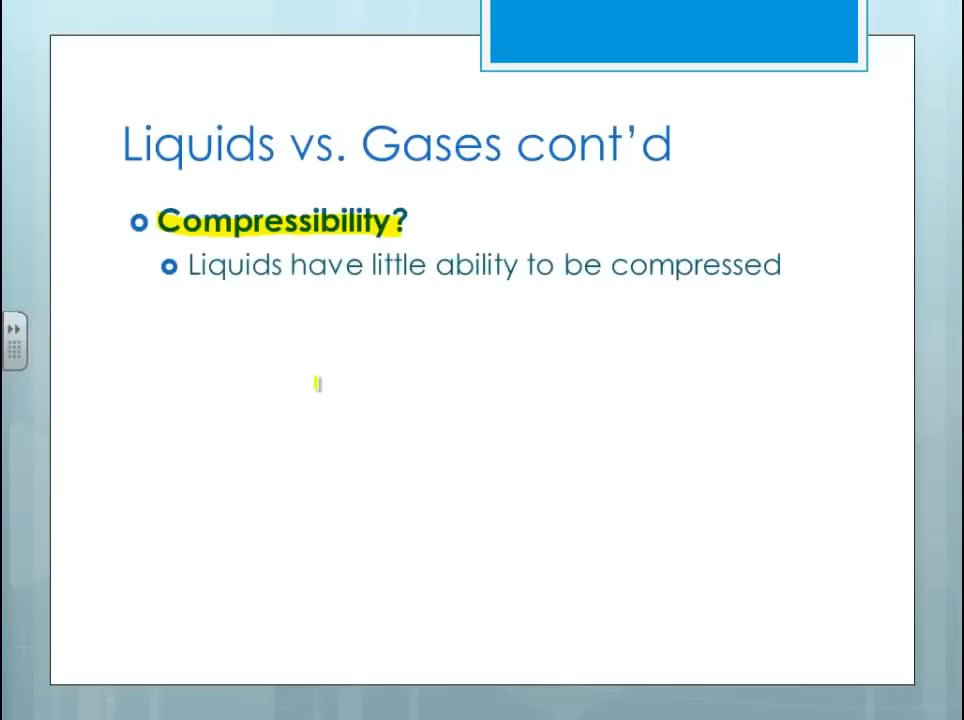 Liquids vs. Gases cont’d
Compressibility?
Liquids have little ability to be compressed